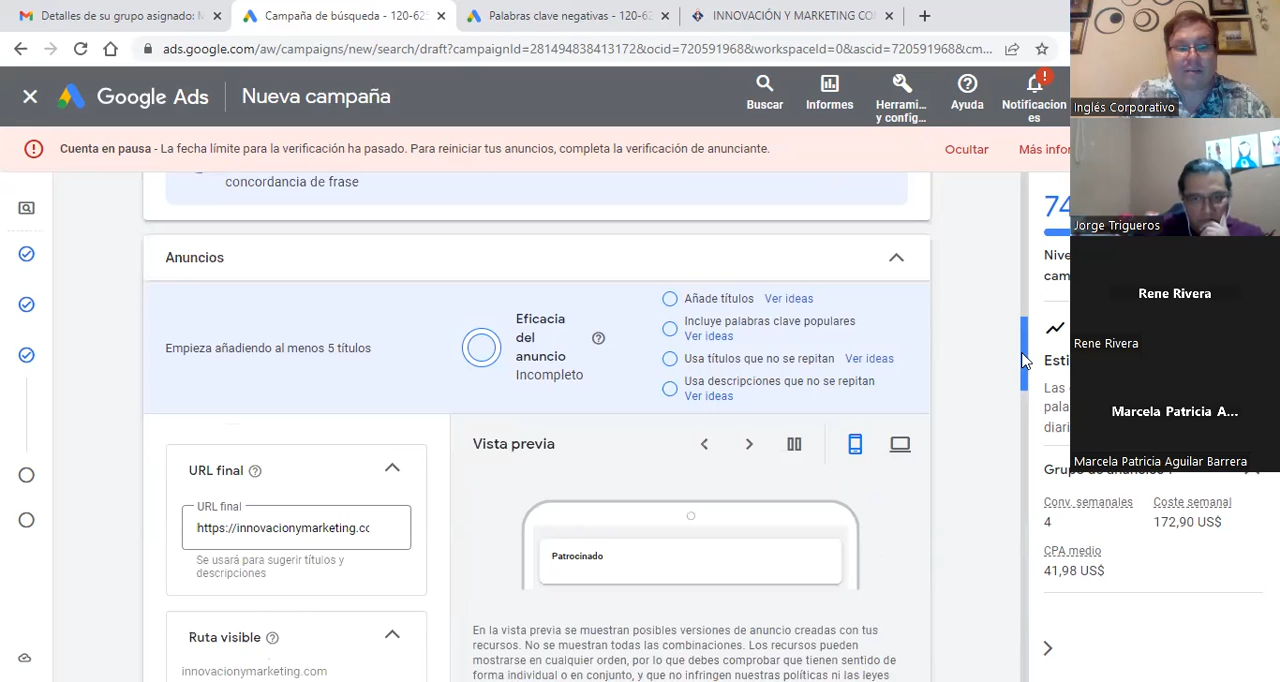 Detalles de su grupo asignado: M
Campaña de búsqueda - 120-62
Palabras clave negativas - 120-62
INNOVACIÓN Y MARKETING CO
ads.google.com/aw/campaigns/new/search/draft?campaignId=281494838413172&ocid=720591968&workspaceId=0&ascid=720591968&cm...
Google Ads
Nueva campaña
Buscar
Informes
Herrami...
y config...
Ayuda
Notificacion
es
Cuenta en pausa - La fecha límite para la verificación ha pasado. Para reiniciar tus anuncios, completa la verificación de anunciante.
Ocultar
Más infor
concordancia de frase
Anuncios
Empieza añadiendo al menos 5 títulos
Eficacia
del
anuncio
Incompleto
Añade títulos Ver ideas
Incluye palabras clave populares
Ver ideas
Usa títulos que no se repitan Ver ideas
Usa descripciones que no se repitan
Ver ideas
URL final
URL final
https://innovacionymarketing.cc
Se usará para sugerir títulos y
descripciones
Ruta visible
innovacionymarketing.com
Vista previa
Patrocinado
En la vista previa se muestran posibles versiones de anuncio creadas con tus
recursos. No se muestran todas las combinaciones. Los recursos pueden
mostrarse en cualquier orden, por lo que debes comprobar que tienen sentido de
forma individual o en conjunto, y que no infringen nuestras políticas ni las leyes
74
Nive
cam
Esti
Las
pala
diari
Grupo de anuncios 1
Conv. semanales
4
Coste semanal
172,90 US$
CPA medio
41,98 US$
Inglés Corporativo
Jorge Trigueros
Rene Rivera
Rene Rivera
Marcela Patricia A...
Marcela Patricia Aguilar Barrera